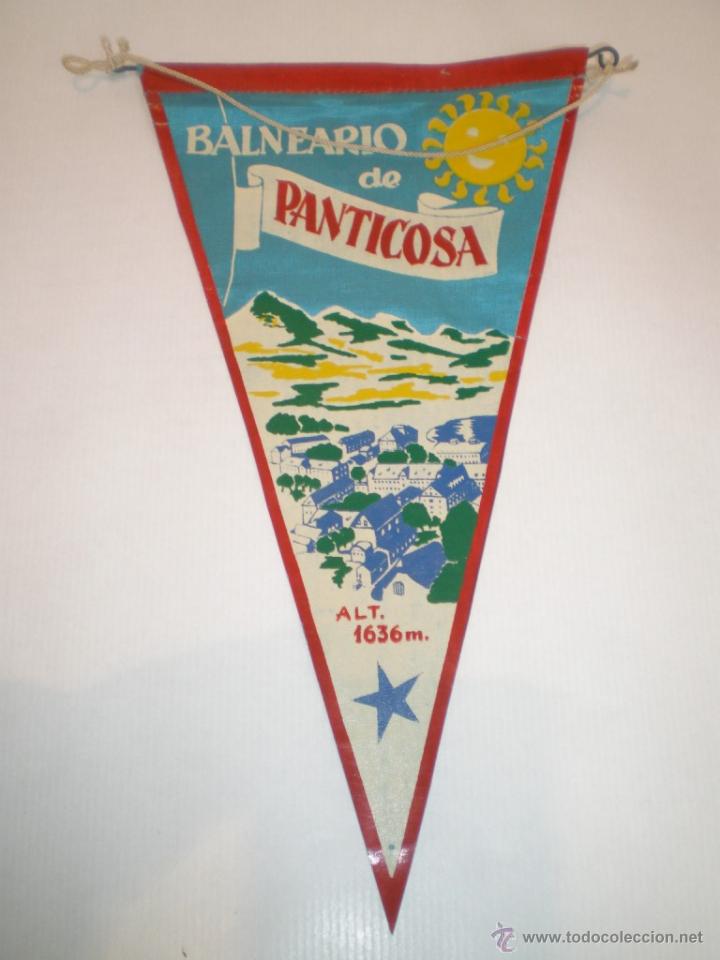 BALNEARIO
de
PANTICOSA
ALT.
1636 m.
© www.todocoleccion.net